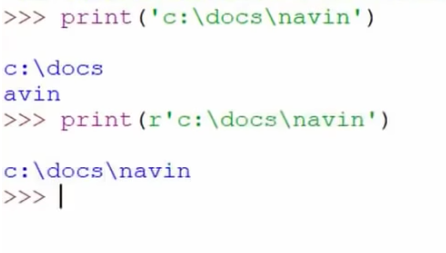 >>> print('c:\docs\navin')
c:\docs
avin
>>> print(r'c:\docs\navin')
c:\docs\navin
>>>